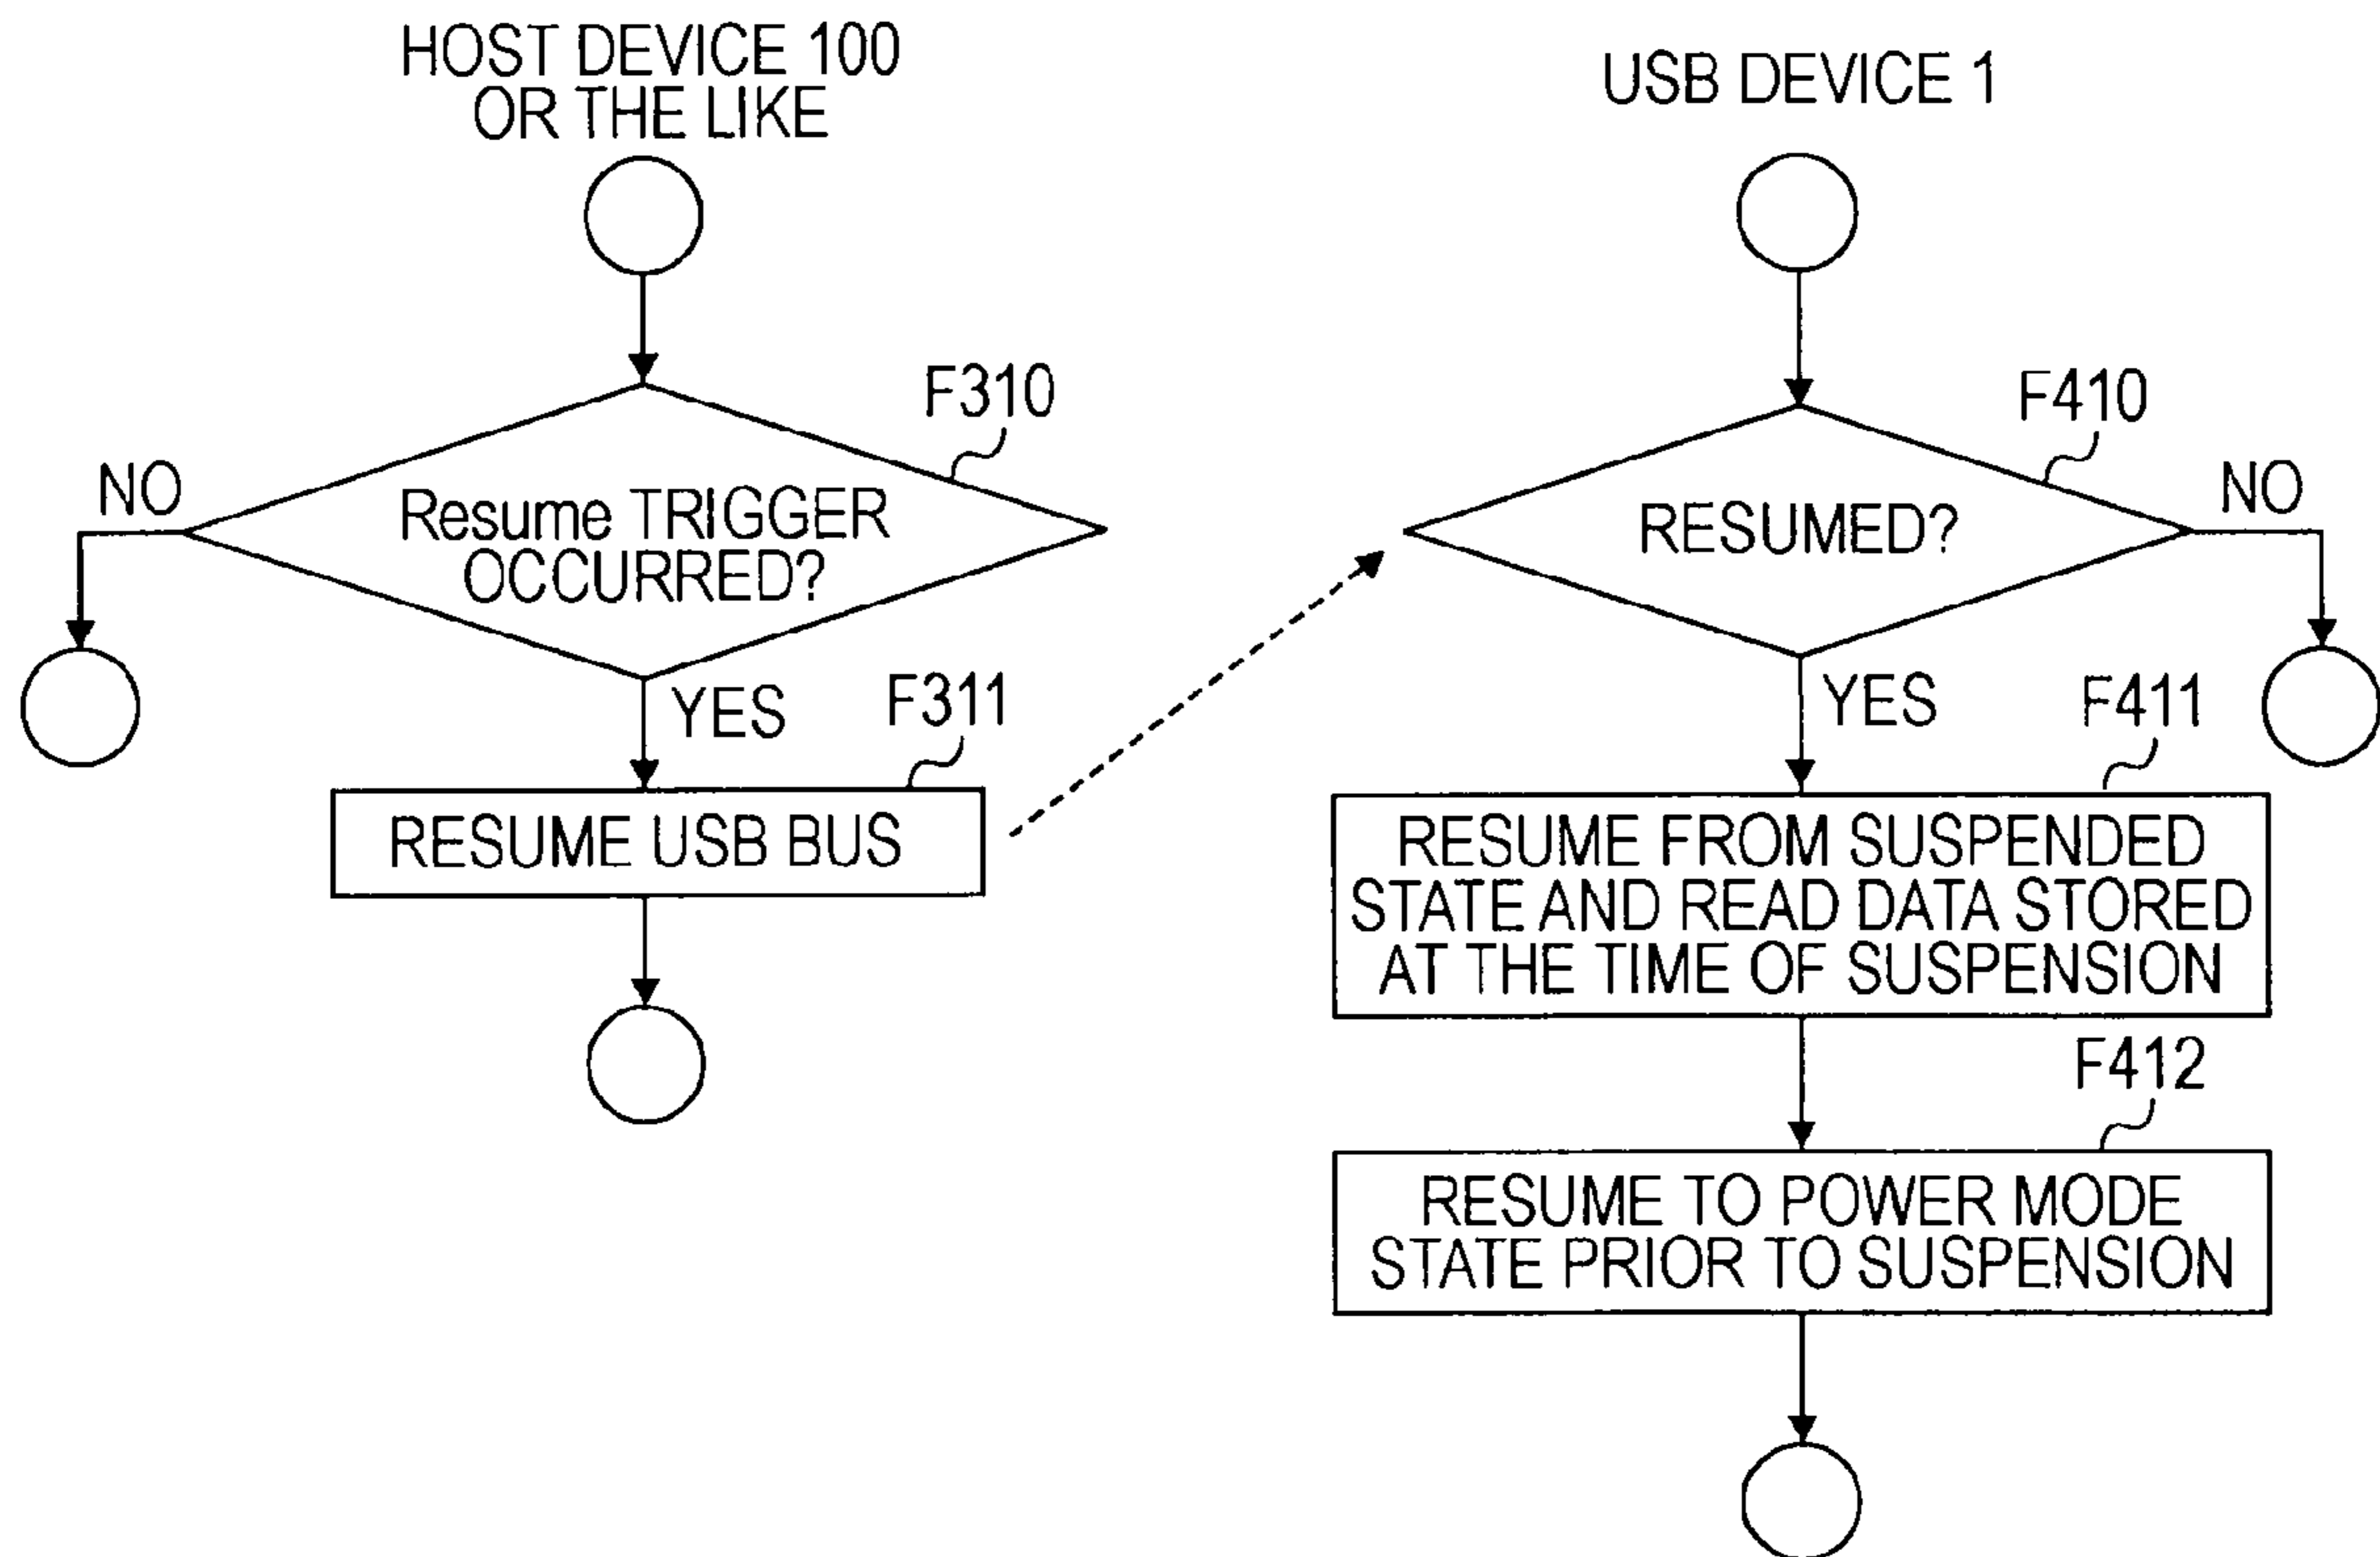 HOST DEVICE 100
OR THE LIKE
F310
NO
Resume TRIGGER
OCCURRED?
YES
F311
RESUME USB BUS
USB DEVICE 1
F410
NO
RESUMED?
YES
F411
RESUME FROM SUSPENDED
STATE AND READ DATA STORED
AT THE TIME OF SUSPENSION
F412
RESUME TO POWER MODE
STATE PRIOR TO SUSPENSION